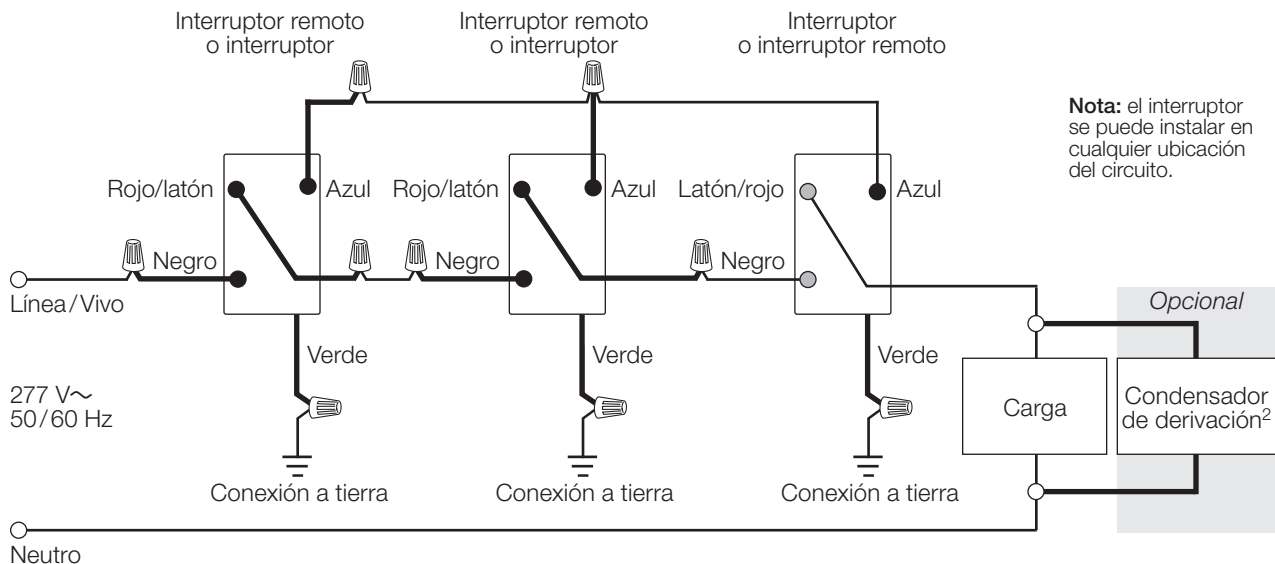 Interruptor remoto
o interruptor
Interruptor remoto
o interruptor
Interruptor
o interruptor remoto
Nota: el interruptor
se puede instalar en
cualquier ubicación
del circuito.
Rojo/latón
Azul
Rojo/latón
Azul
Latón/rojo
Azul
Negro
Negro
Negro
Línea/Vivo
Opcional
Verde
Verde
Verde
277 V~
50/60 Hz
Carga
Condensador
de derivación²
Conexión a tierra
Conexión a tierra
Conexión a tierra
Neutro